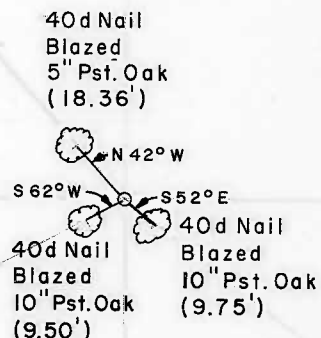 40d Nail
Blazed
5" Pst. Oak
(18.36')
N 42° W
S 62° W
S 52° E
40d Nail
Blazed
10" Pst. Oak
(9.50')
40d Nail
Blazed
10" Pst. Oak
(9.75')